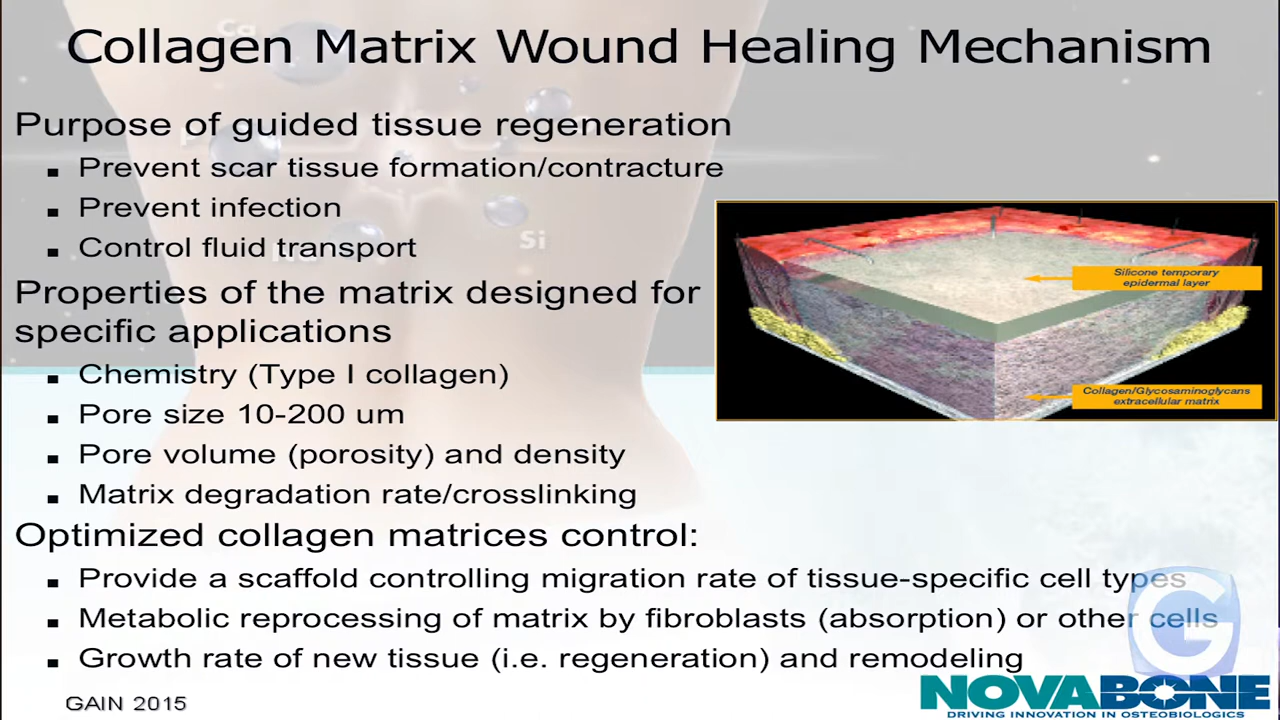 Collagen Matrix Wound Healing Mechanism
Purpose of guided tissue regeneration
Prevent scar tissue formation/contracture
Prevent infection
Control fluid transport
Properties of the matrix designed for
specific applications
Chemistry (Type I collagen)
Pore size 10-200 um
Pore volume (porosity) and density
Matrix degradation rate/crosslinking
Optimized collagen matrices control:
Provide a scaffold controlling migration rate of tissue-specific cell types
Metabolic reprocessing of matrix by fibroblasts (absorption) or other cells
Growth rate of new tissue (i.e. regeneration) and remodeling
Silicone temporary
epidermal layer
Collagen/Glycosaminoglycans
extracellular matrix
Ca
Si
G
GAIN 2015
NOVABONE
DRIVING INNOVATION IN OSTEOBIOLOGICS